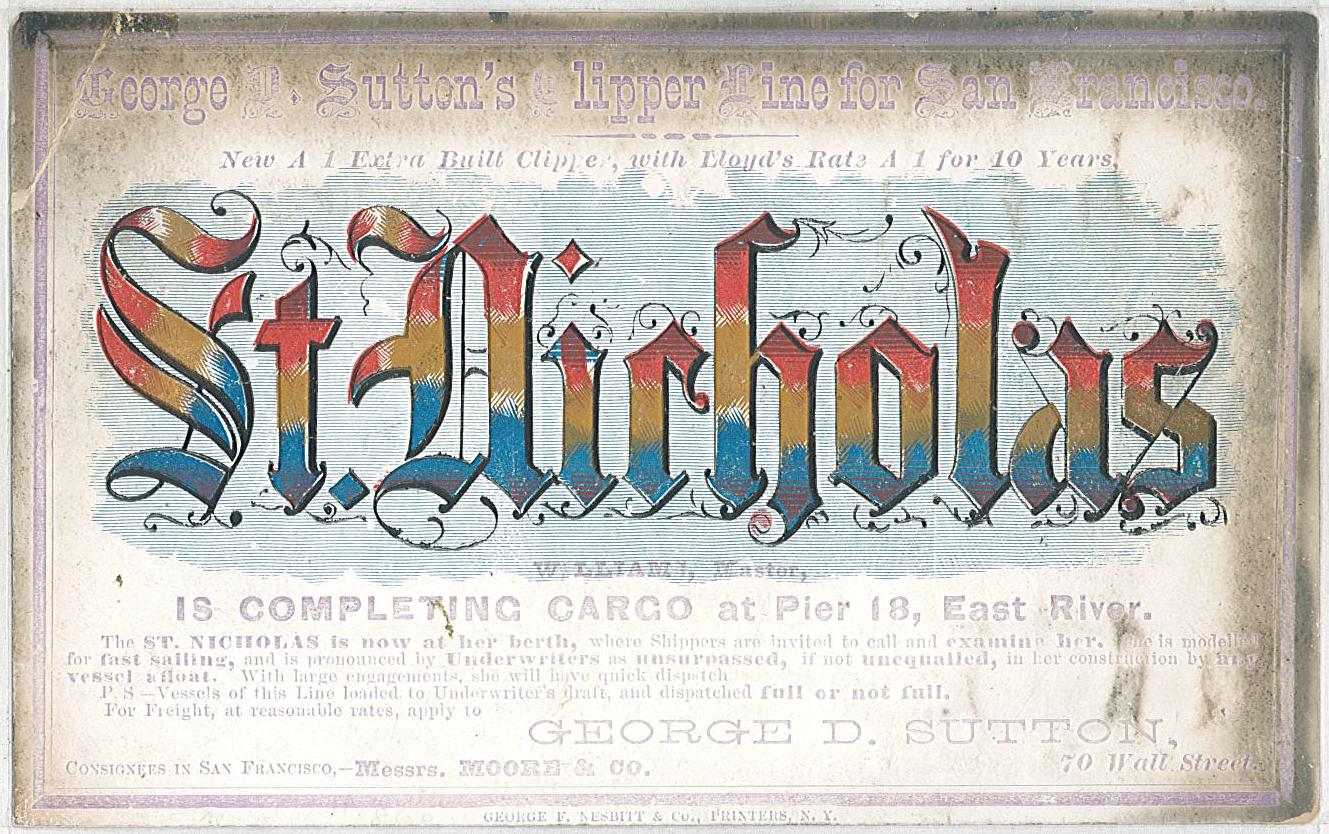 George D. Sutton's Clipper Line for San Francisco.
New A 1 Extra Built Clipper, with Lloyd's Rate A 1 for 10 Years,
St. Nicholas
WILLIAMS, Master,
IS COMPLETING CARGO at Pier 18, East River.
The ST. NICHOLAS is now at her berth, where Shippers are invited to call and examine her. She is modelled
for fast sailing, and is pronounced by Underwriters as unsurpassed, if not unequalled, in her construction by any
vessel afloat. With large engagements, she will have quick dispatch
P. S—Vessels of this Line loaded to Underwriter's draft, and dispatched full or not full.
For Freight, at reasonable rates, apply to
GEORGE D. SUTTON,
70 Wall Street.
CONSIGNEES IN SAN FRANCISCO,—Messrs. MOORE & CO.
GEORGE F. NESBITT & CO., PRINTERS, N. Y.